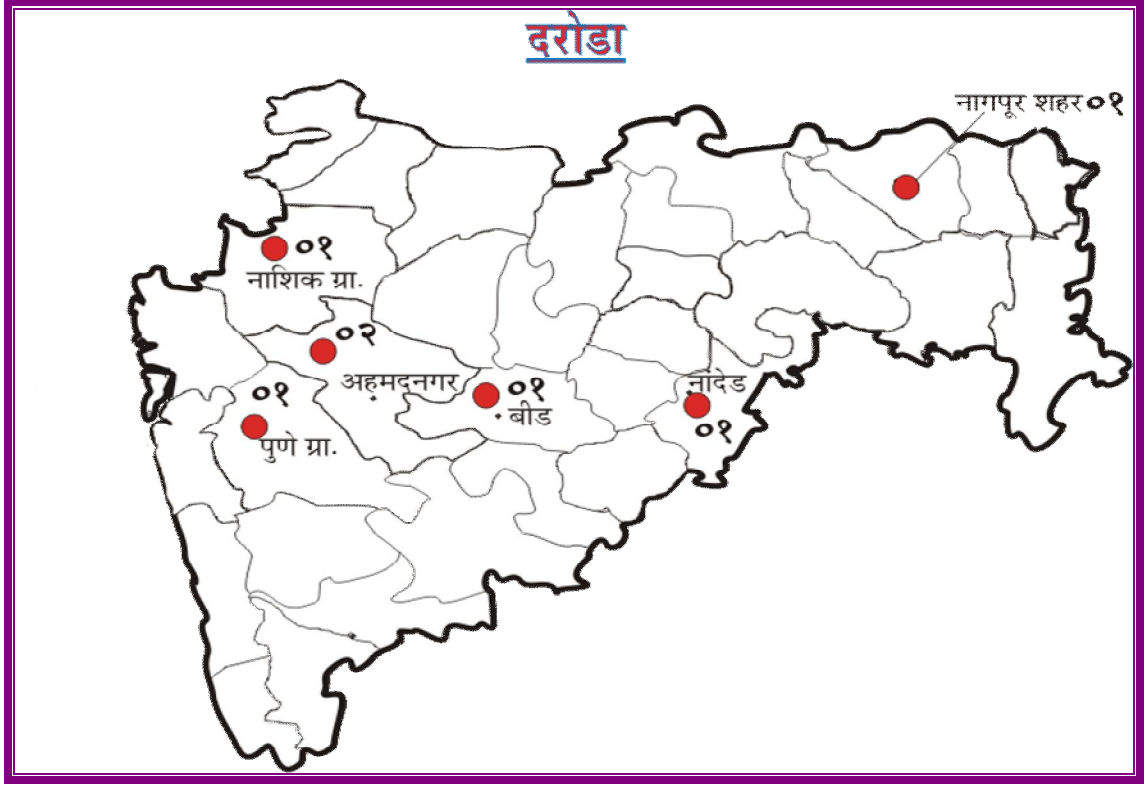 दरोडा
नागपूर शहर ०१
०१
नाशिक ग्रा.
०२
अहमदनगर
०१
बीड
नांदेड
०१
०१
पुणे ग्रा.